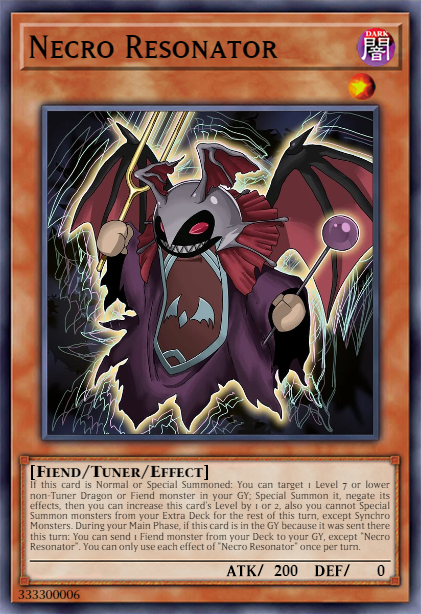 Necro Resonator
DARK
闇
[Fiend/Tuner/Effect]
If this card is Normal or Special Summoned: You can target 1 Level 7 or lower
non-Tuner Dragon or Fiend monster in your GY; Special Summon it, negate its
effects, then you can increase this card's Level by 1 or 2, also you cannot Special
Summon monsters from your Extra Deck for the rest of this turn, except Synchro
Monsters. During your Main Phase, if this card is in the GY because it was sent there
this turn: You can send 1 Fiend monster from your Deck to your GY, except "Necro
Resonator". You can only use each effect of "Necro Resonator" once per turn.
ATK/ 200 DEF/ 0
333300006